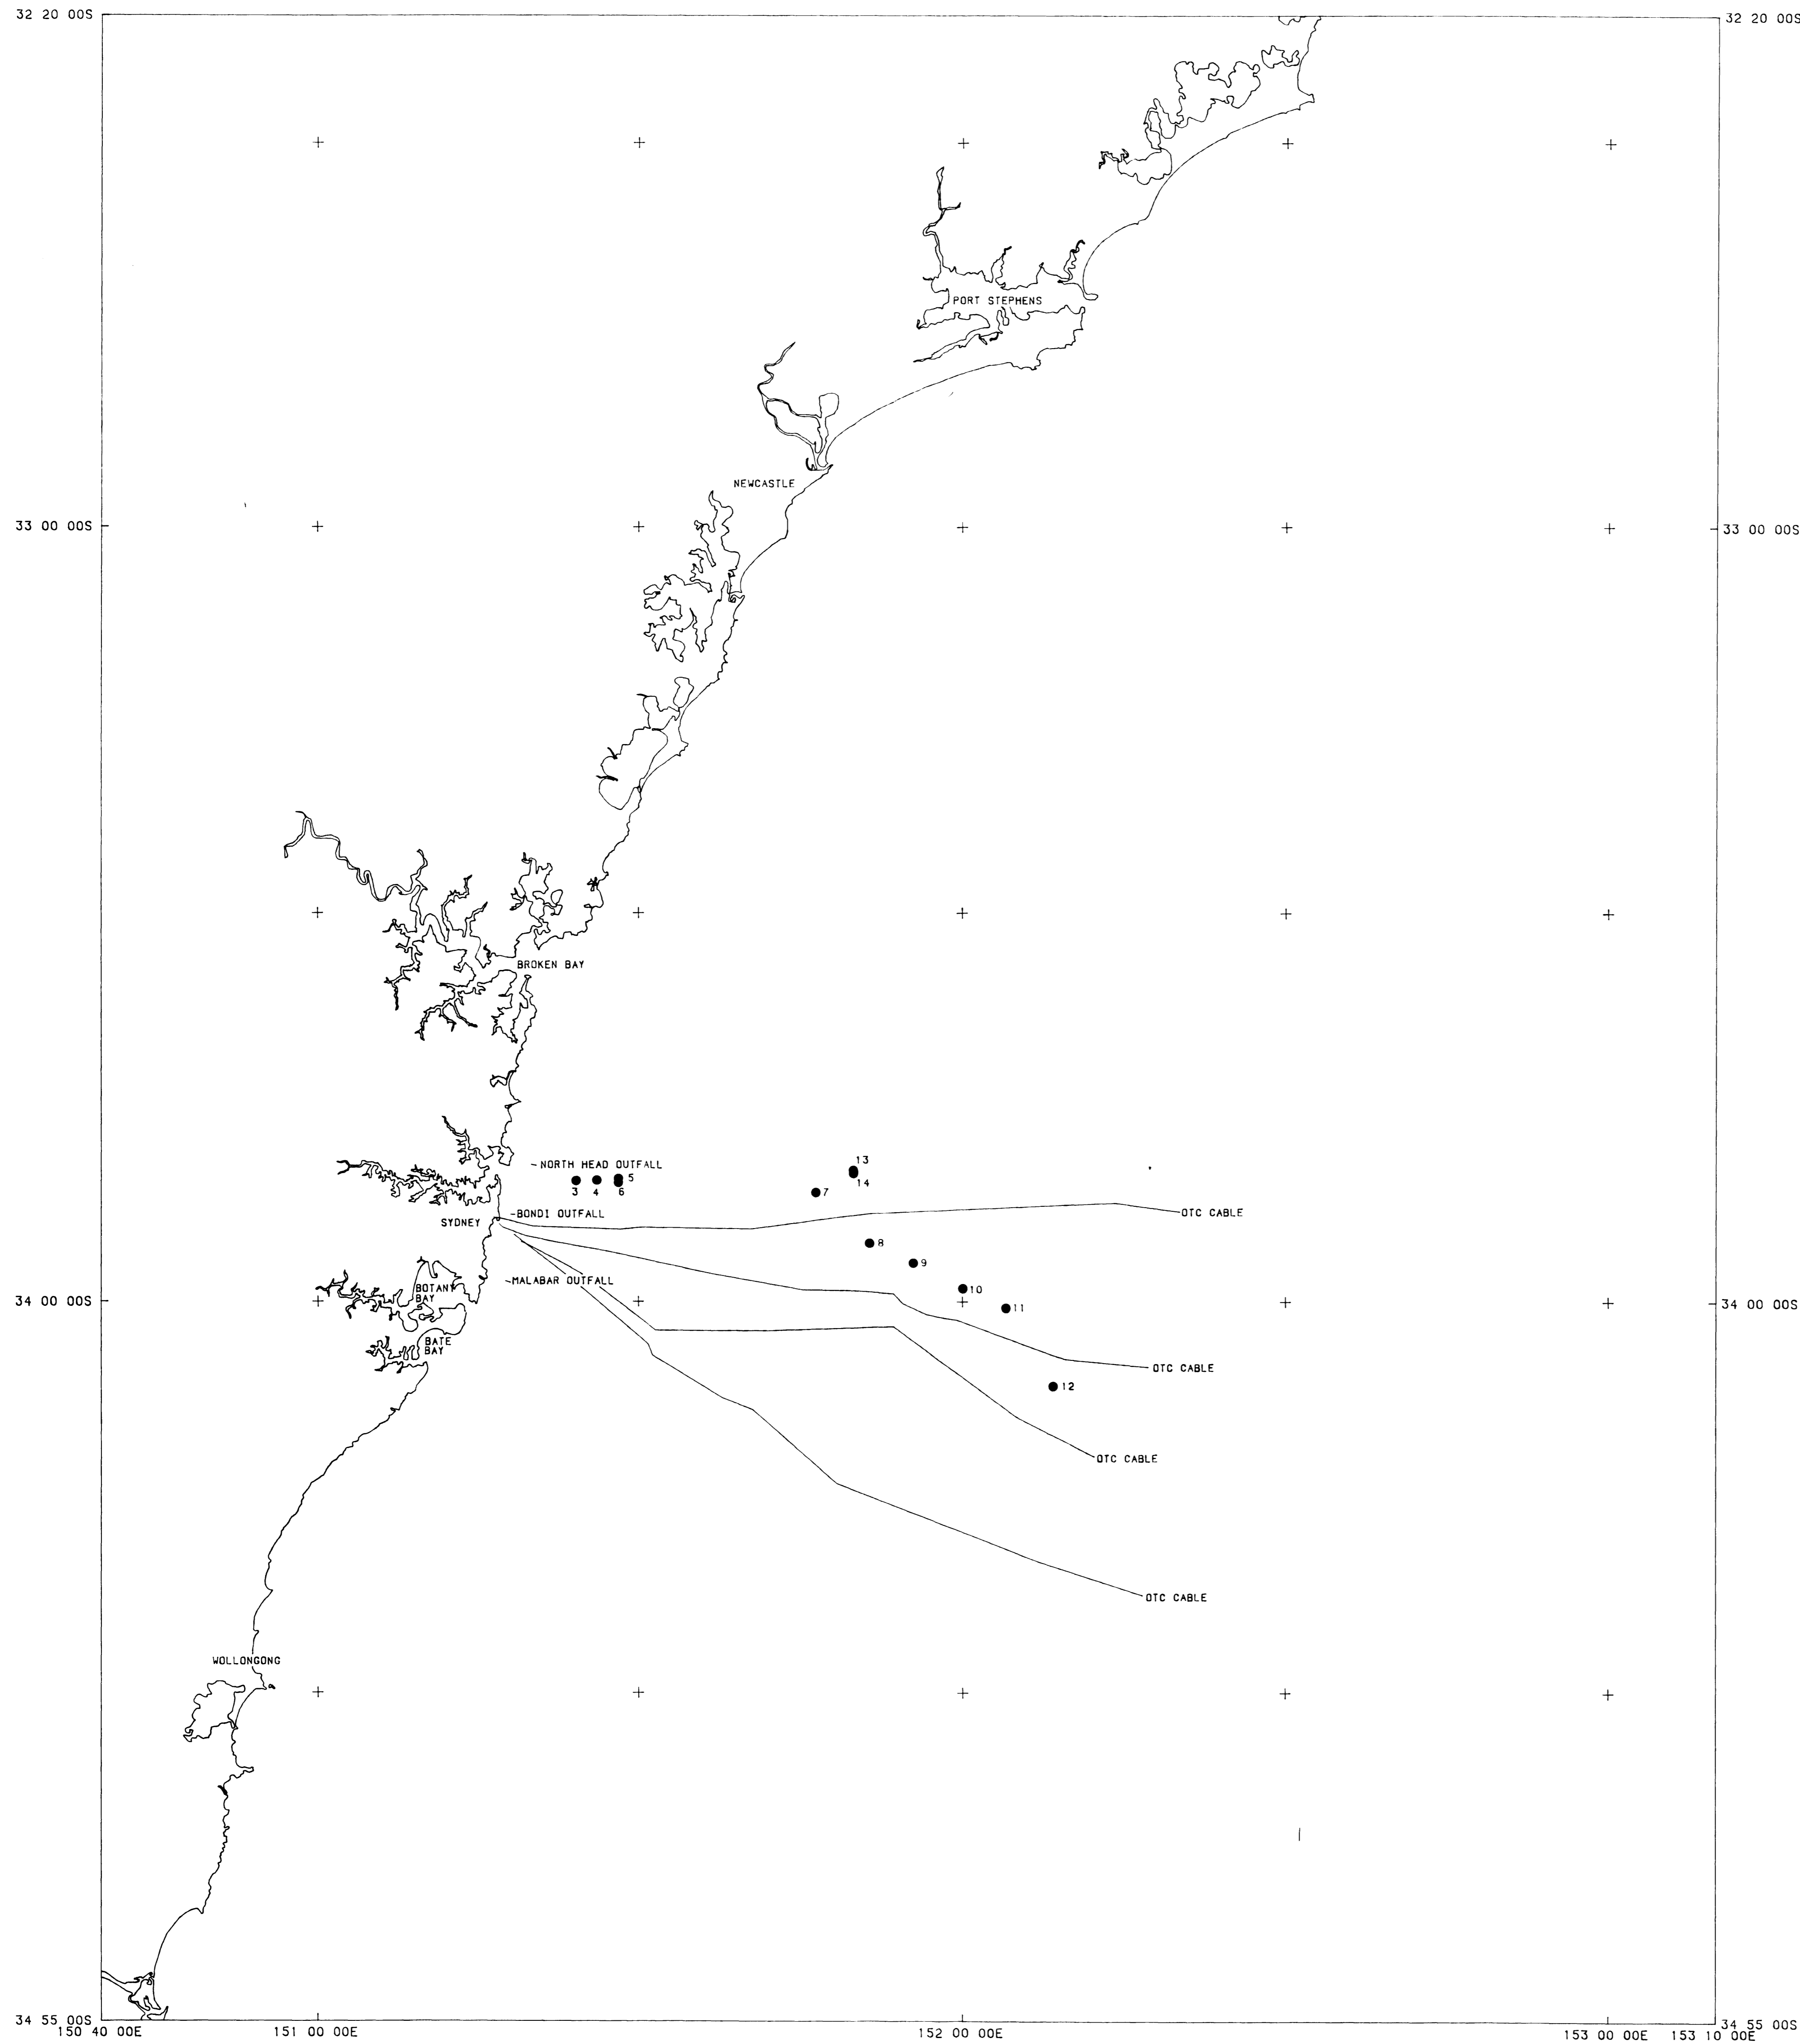 32 20 00S
32 20 00S
PORT STEPHENS
NEWCASTLE
33 00 00S
33 00 00S
BROKEN BAY
NORTH HEAD OUTFALL
3
4
5
6
13
14
7
BONDI OUTFALL
SYDNEY
OTC CABLE
8
9
MALABAR OUTFALL
BOTANY
BAY
10
34 00 00S
34 00 00S
11
BATE
BAY
OTC CABLE
12
OTC CABLE
OTC CABLE
WOLLONGONG
34 55 00S
34 55 00S
150 40 00E
151 00 00E
152 00 00E
153 00 00E
153 10 00E